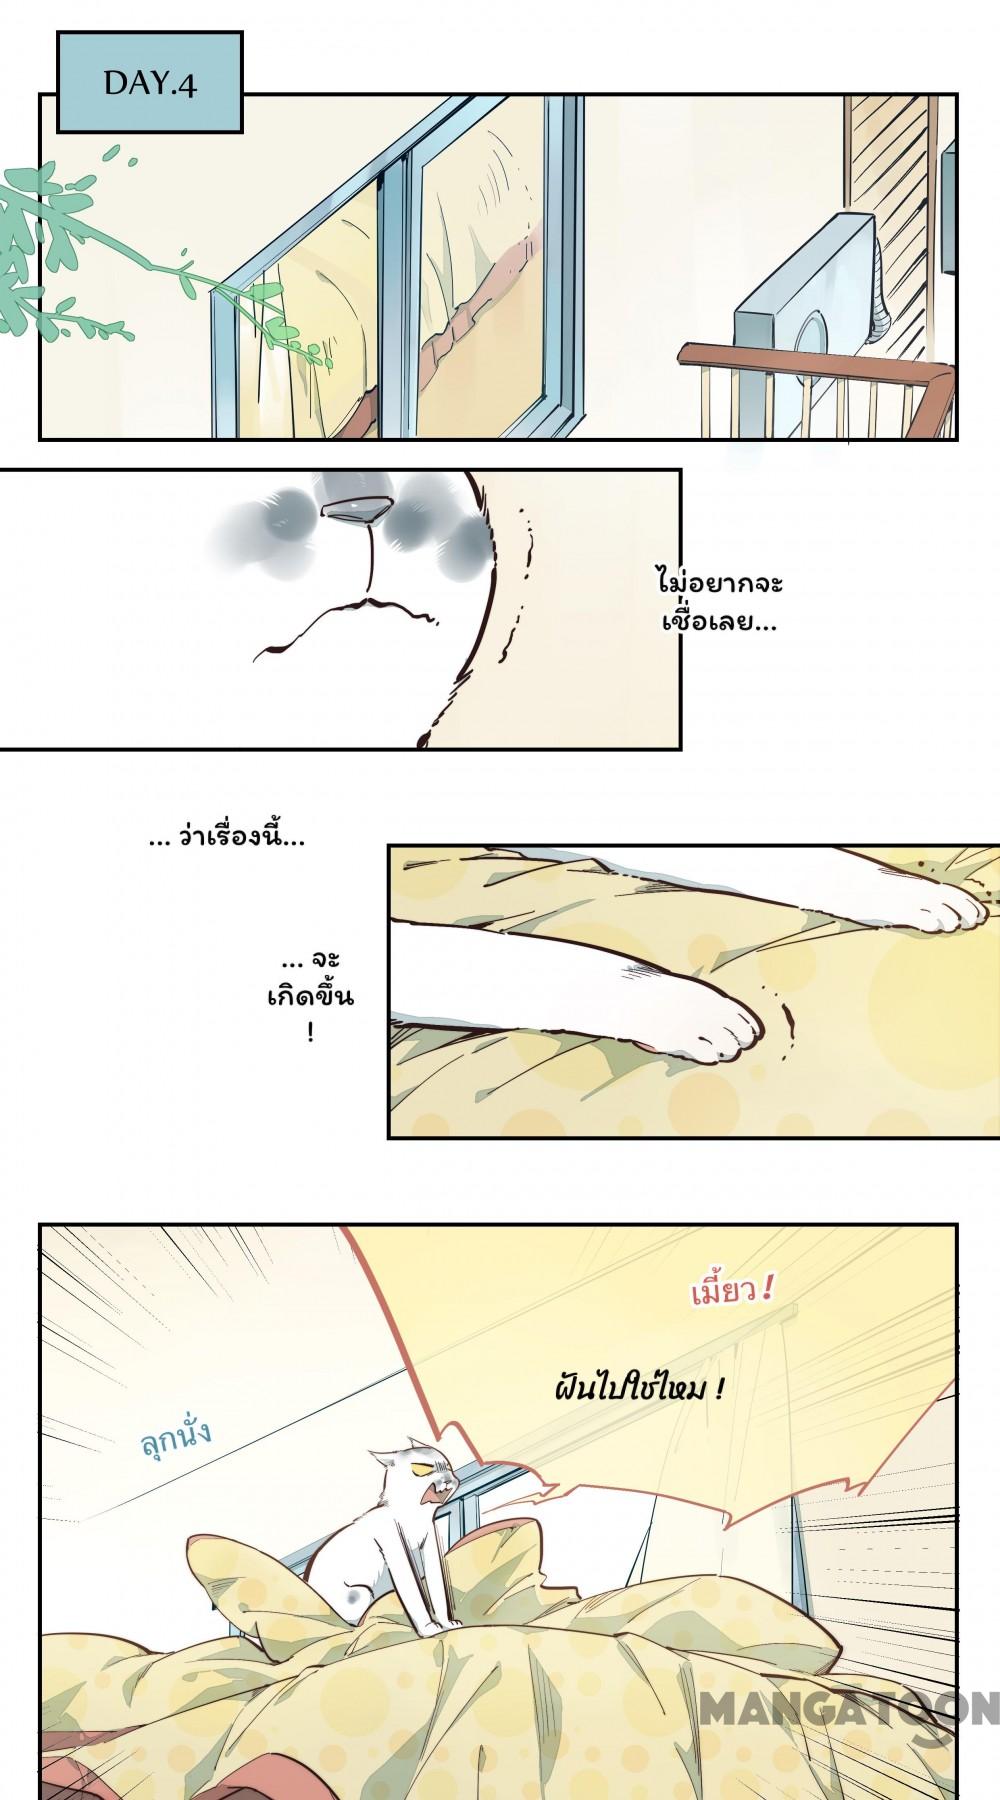 DAY.4
ไม่อยากจะ
เชื่อเลย...
... ว่าเรื่องนี้...
... จะ
เกิดขึ้น
!
เมี้ยว!
ฝันไปใช่ไหม !
ลุกนั่ง
MANGATOON